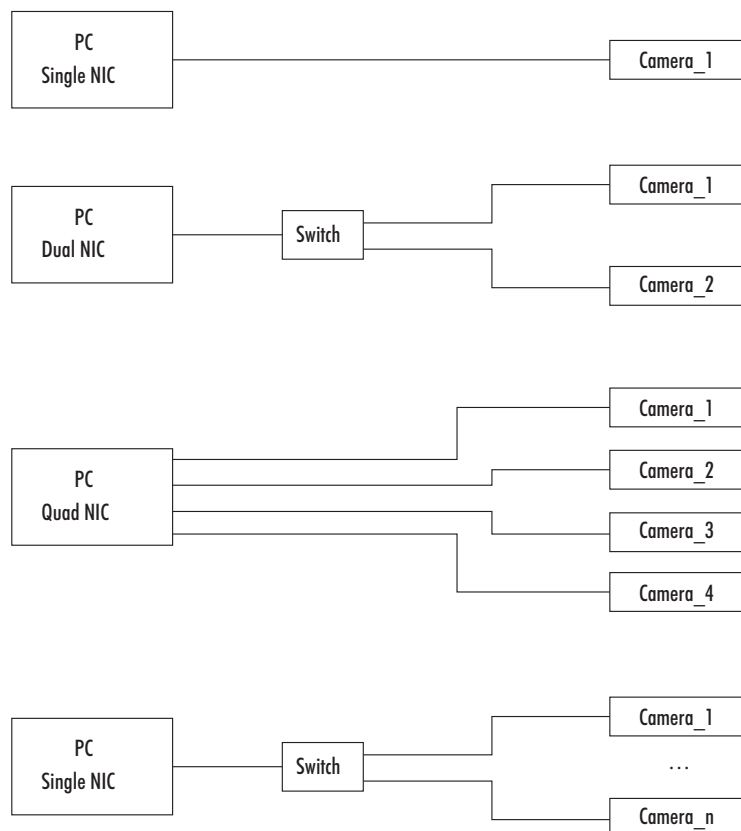 PC
Single NIC
Camera_1
PC
Dual NIC
Switch
Camera_1
Camera_2
PC
Quad NIC
Camera_1
Camera_2
Camera_3
Camera_4
PC
Single NIC
Switch
Camera_1
...
Camera_n